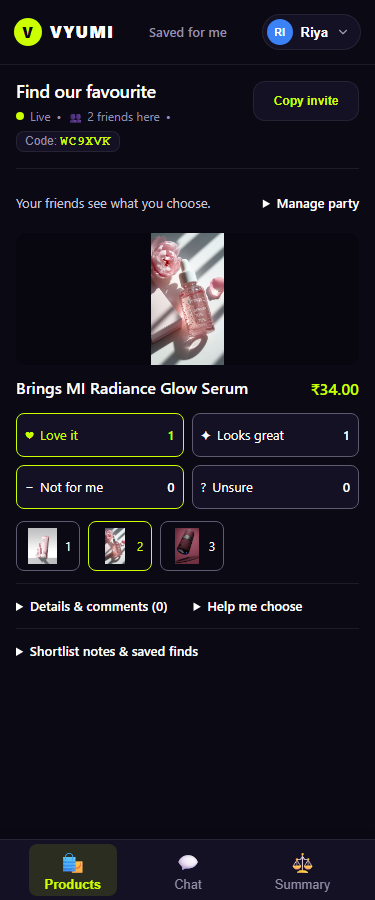 V VYUMI
Saved for me
RI Riya
Find our favourite
Copy invite
Live • 2 friends here •
Code: WC9XVK
Your friends see what you choose.
▶ Manage party
Brings MI Radiance Glow Serum
₹34.00
♥ Love it 1
✦ Looks great 1
− Not for me 0
? Unsure 0
1
2
3
▶ Details & comments (0)
▶ Help me choose
▶ Shortlist notes & saved finds
Products
Chat
Summary